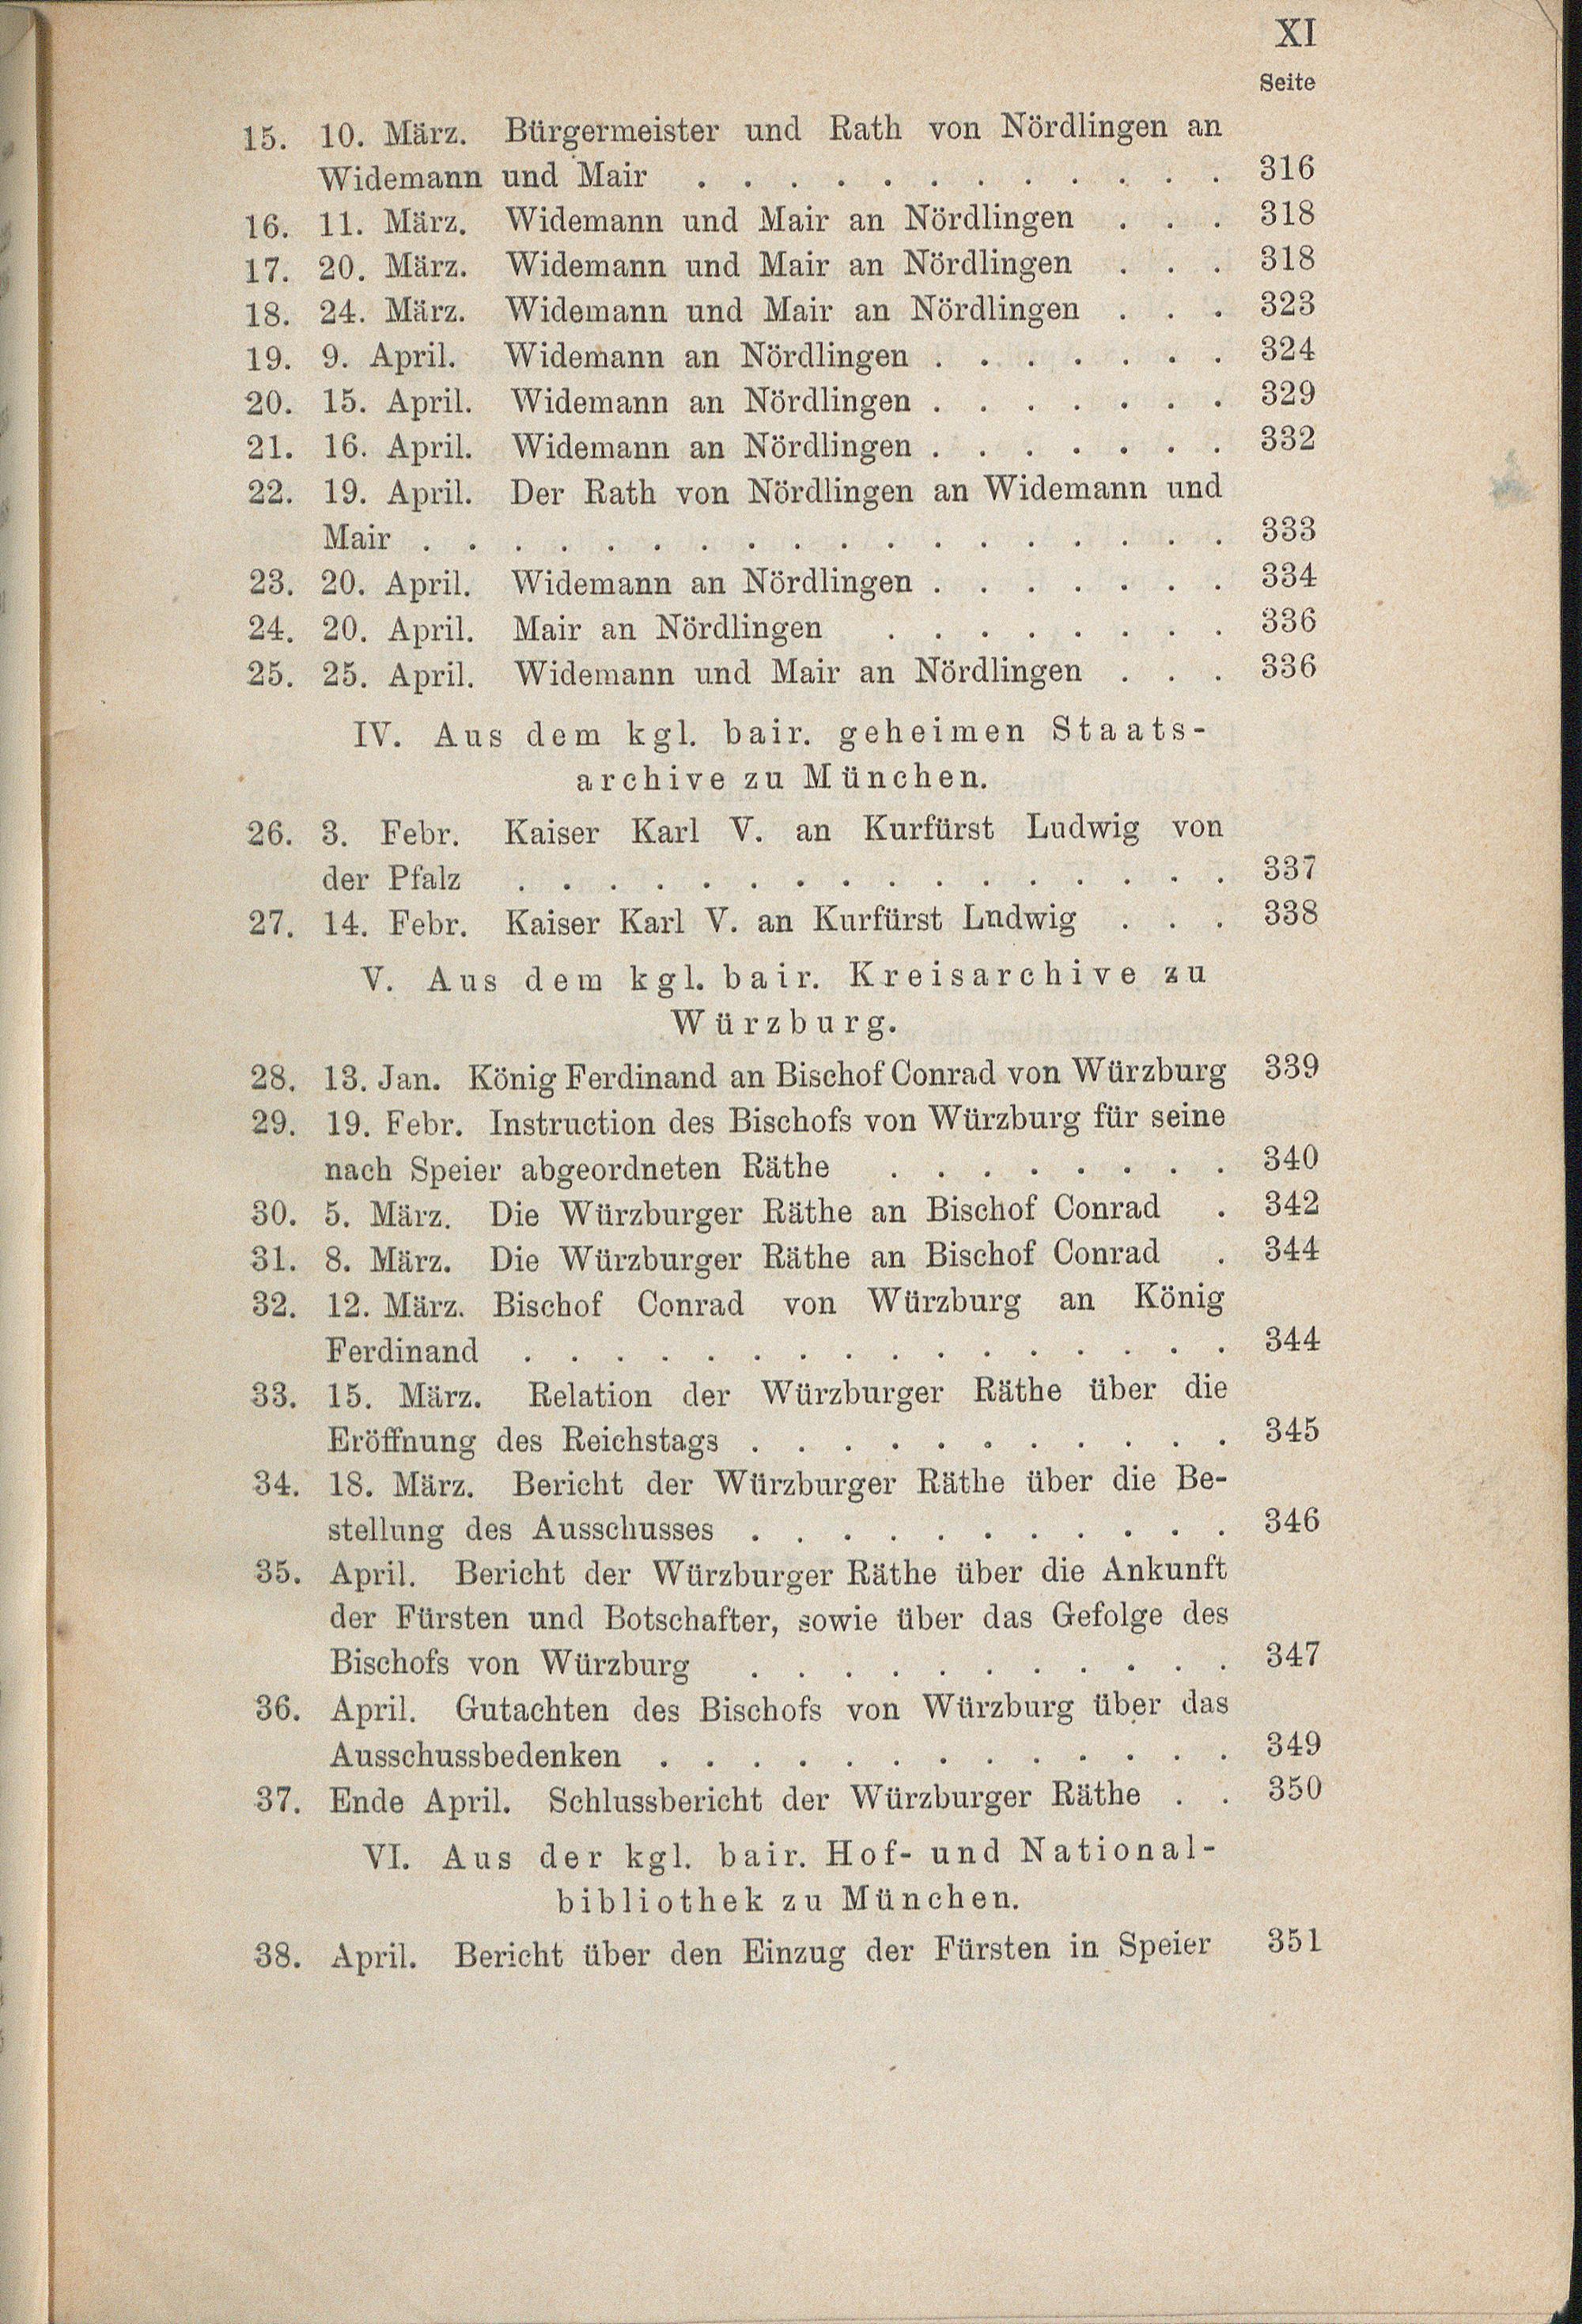 XI
Seite
15. 10. März. Bürgermeister und Rath von Nördlingen an
Widemann und Mair . . . . . . . . . . . . 316
16. 11. März. Widemann und Mair an Nördlingen . . . 318
17. 20. März. Widemann und Mair an Nördlingen . . . 318
18. 24. März. Widemann und Mair an Nördlingen . . . 323
19. 9. April. Widemann an Nördlingen . . . . . . . 324
20. 15. April. Widemann an Nördlingen . . . . . . . 329
21. 16. April. Widemann an Nördlingen . . . . . . . 332
22. 19. April. Der Rath von Nördlingen an Widemann und
Mair . . . . . . . . . . . . . . . . . . 333
23. 20. April. Widemann an Nördlingen . . . . . . . 334
24. 20. April. Mair an Nördlingen . . . . . . . . 336
25. 25. April. Widemann und Mair an Nördlingen . . . 336
IV. Aus dem kgl. bair. geheimen Staats-
archive zu München.
26. 3. Febr. Kaiser Karl V. an Kurfürst Ludwig von
der Pfalz . . . . . . . . . . . . . . . . 337
27. 14. Febr. Kaiser Karl V. an Kurfürst Lndwig . . . 338
V. Aus dem kgl. bair. Kreisarchive zu
Würzburg.
28. 13. Jan. König Ferdinand an Bischof Conrad von Würzburg 339
29. 19. Febr. Instruction des Bischofs von Würzburg für seine
nach Speier abgeordneten Räthe . . . . . . . . 340
30. 5. März. Die Würzburger Räthe an Bischof Conrad . 342
31. 8. März. Die Würzburger Räthe an Bischof Conrad . 344
32. 12. März. Bischof Conrad von Würzburg an König
Ferdinand . . . . . . . . . . . . . . . . 344
33. 15. März. Relation der Würzburger Räthe über die
Eröffnung des Reichstags . . . . . . . . . . . 345
34. 18. März. Bericht der Würzburger Räthe über die Be-
stellung des Ausschusses . . . . . . . . . . . 346
35. April. Bericht der Würzburger Räthe über die Ankunft
der Fürsten und Botschafter, sowie über das Gefolge des
Bischofs von Würzburg . . . . . . . . . . . 347
36. April. Gutachten des Bischofs von Würzburg über das
Ausschussbedenken . . . . . . . . . . . . . 349
37. Ende April. Schlussbericht der Würzburger Räthe . . 350
VI. Aus der kgl. bair. Hof- und National-
bibliothek zu München.
38. April. Bericht über den Einzug der Fürsten in Speier 351